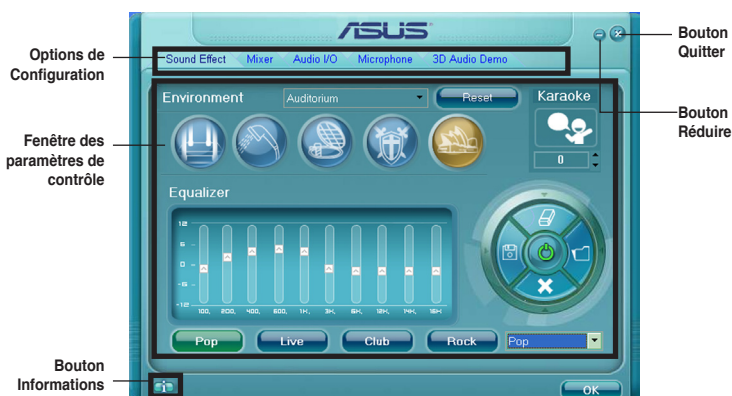 ASUS
Bouton
Quitter
Options de
Configuration
Sound Effect Mixer Audio I/O Microphone 3D Audio Demo
Environment Auditorium Reset Karaoke
Bouton
Réduire
Fenêtre des
paramètres de
contrôle
0
Equalizer
12
6
0
-6
-12
100, 200, 400, 600, 1K, 3K, 6K, 12K, 14K, 16K
Pop Live Club Rock Pop
Bouton
Informations
i
OK